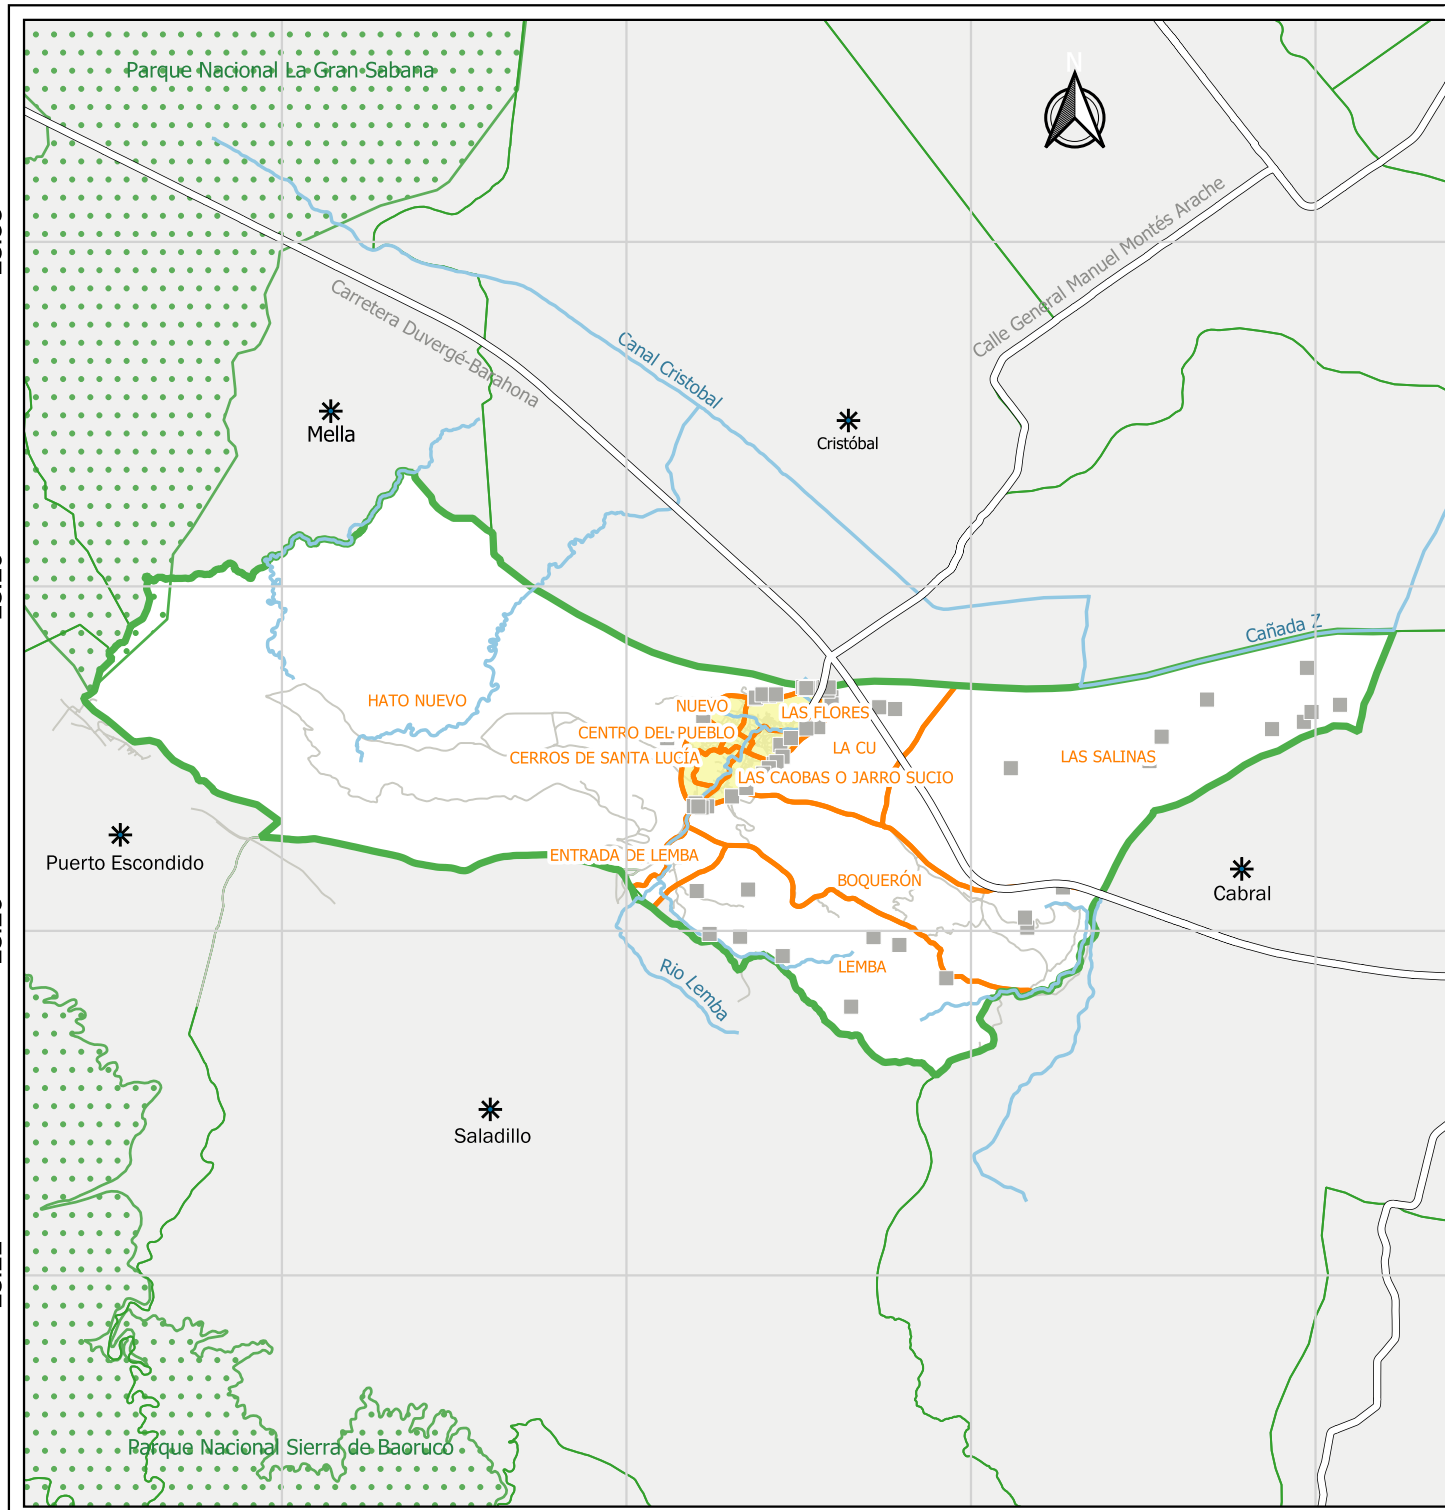 N
Parque Nacional La Gran Sabana
Calle General Manuel Montés Arache
Carretera Duvergé-Barahona
Canal Cristobal
Mella
Cristóbal
Cañada Z
HATO NUEVO
NUEVO
LAS FLORES
CENTRO DEL PUEBLO
LA CU
CERROS DE SANTA LUCÍA
LAS SALINAS
LAS CAOBAS O JARRO SUCIO
Puerto Escondido
ENTRADA DE LEMBA
BOQUERÓN
Cabral
LEMBA
Rio Lemba
Saladillo
Parque Nacional Sierra de Baoruco